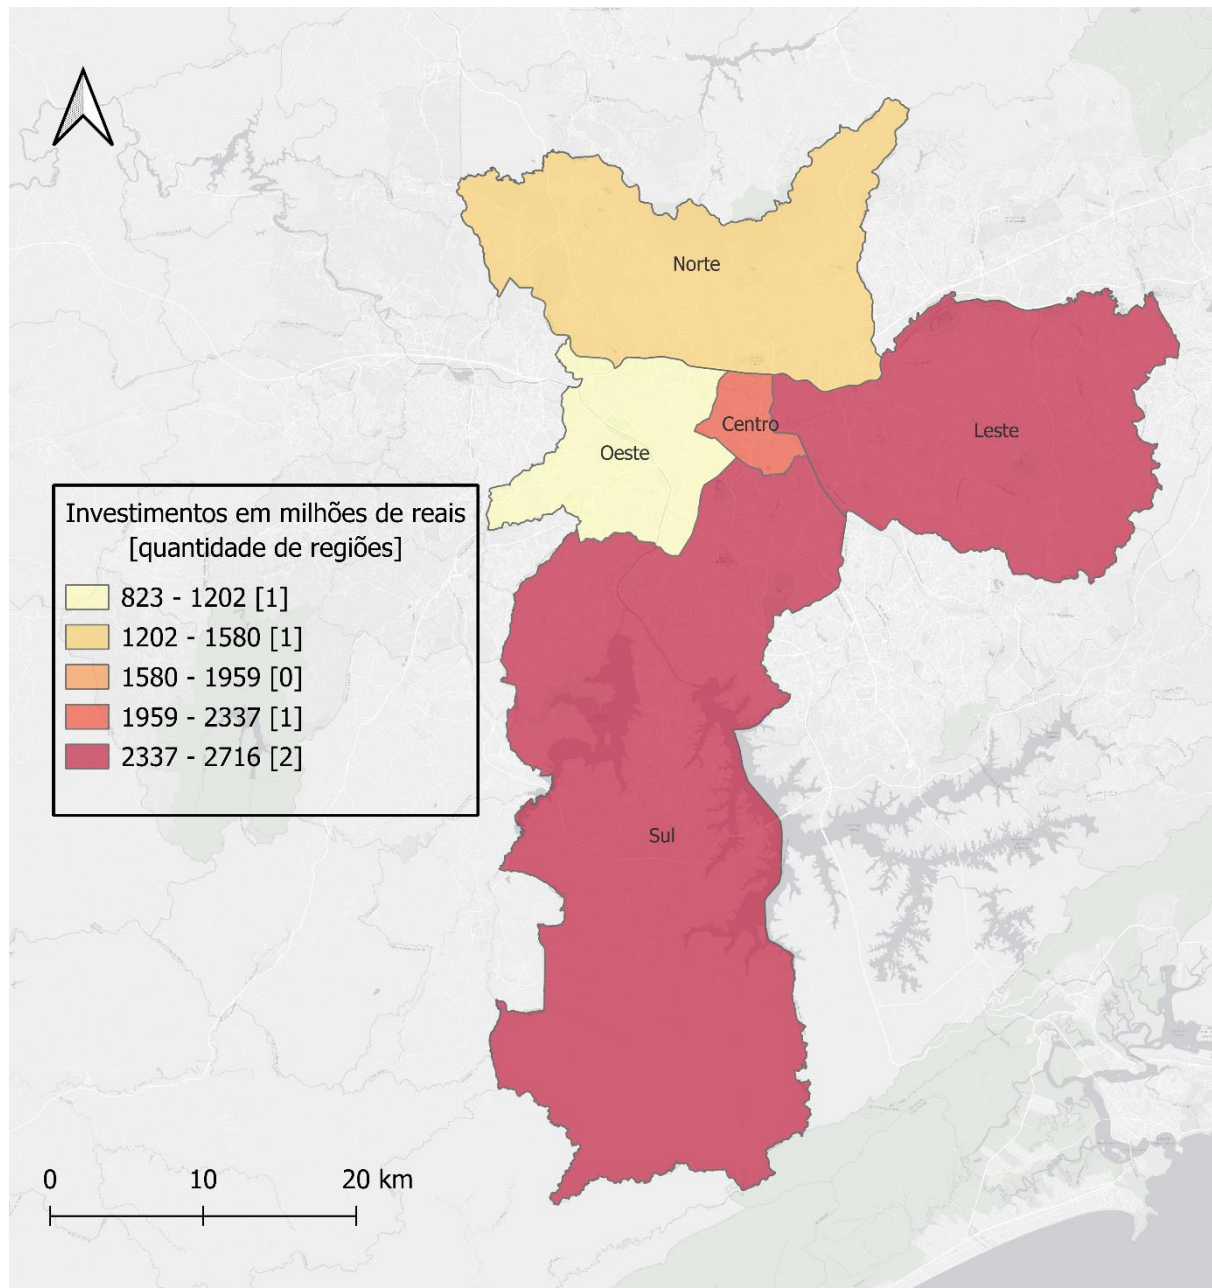 Norte
Leste
Centro
Oeste
Investimentos em milhões de reais
[quantidade de regiões]
823 - 1202 [1]
1202 - 1580 [1]
1580 - 1959 [0]
1959 - 2337 [1]
2337 - 2716 [2]
Sul
0 10 20 km